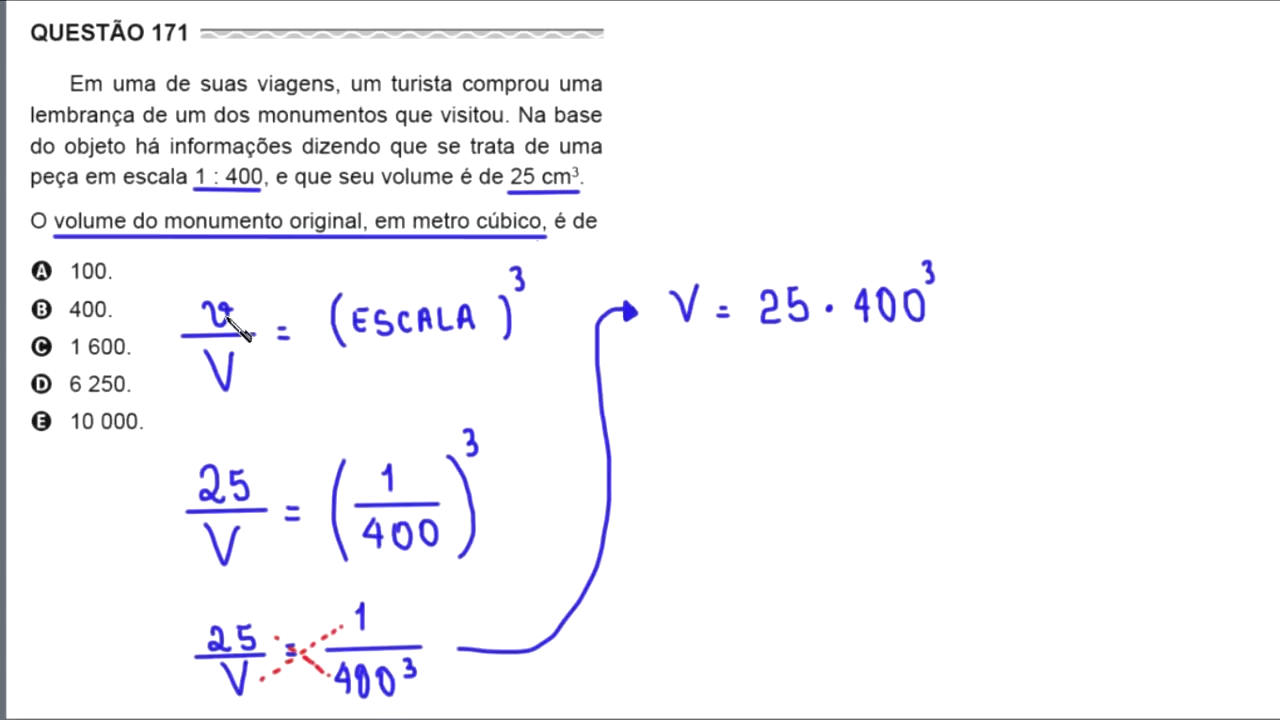 QUESTÃO 171
Em uma de suas viagens, um turista comprou uma
lembrança de um dos monumentos que visitou. Na base
do objeto há informações dizendo que se trata de uma
peça em escala 1 : 400, e que seu volume é de 25 cm³.
O volume do monumento original, em metro cúbico, é de
A 100.
B 400.
C 1 600.
D 6 250.
E 10 000.
v/V = (ESCALA)³
25/V = (1/400)³
25/V = 1/400³
V = 25 · 400³